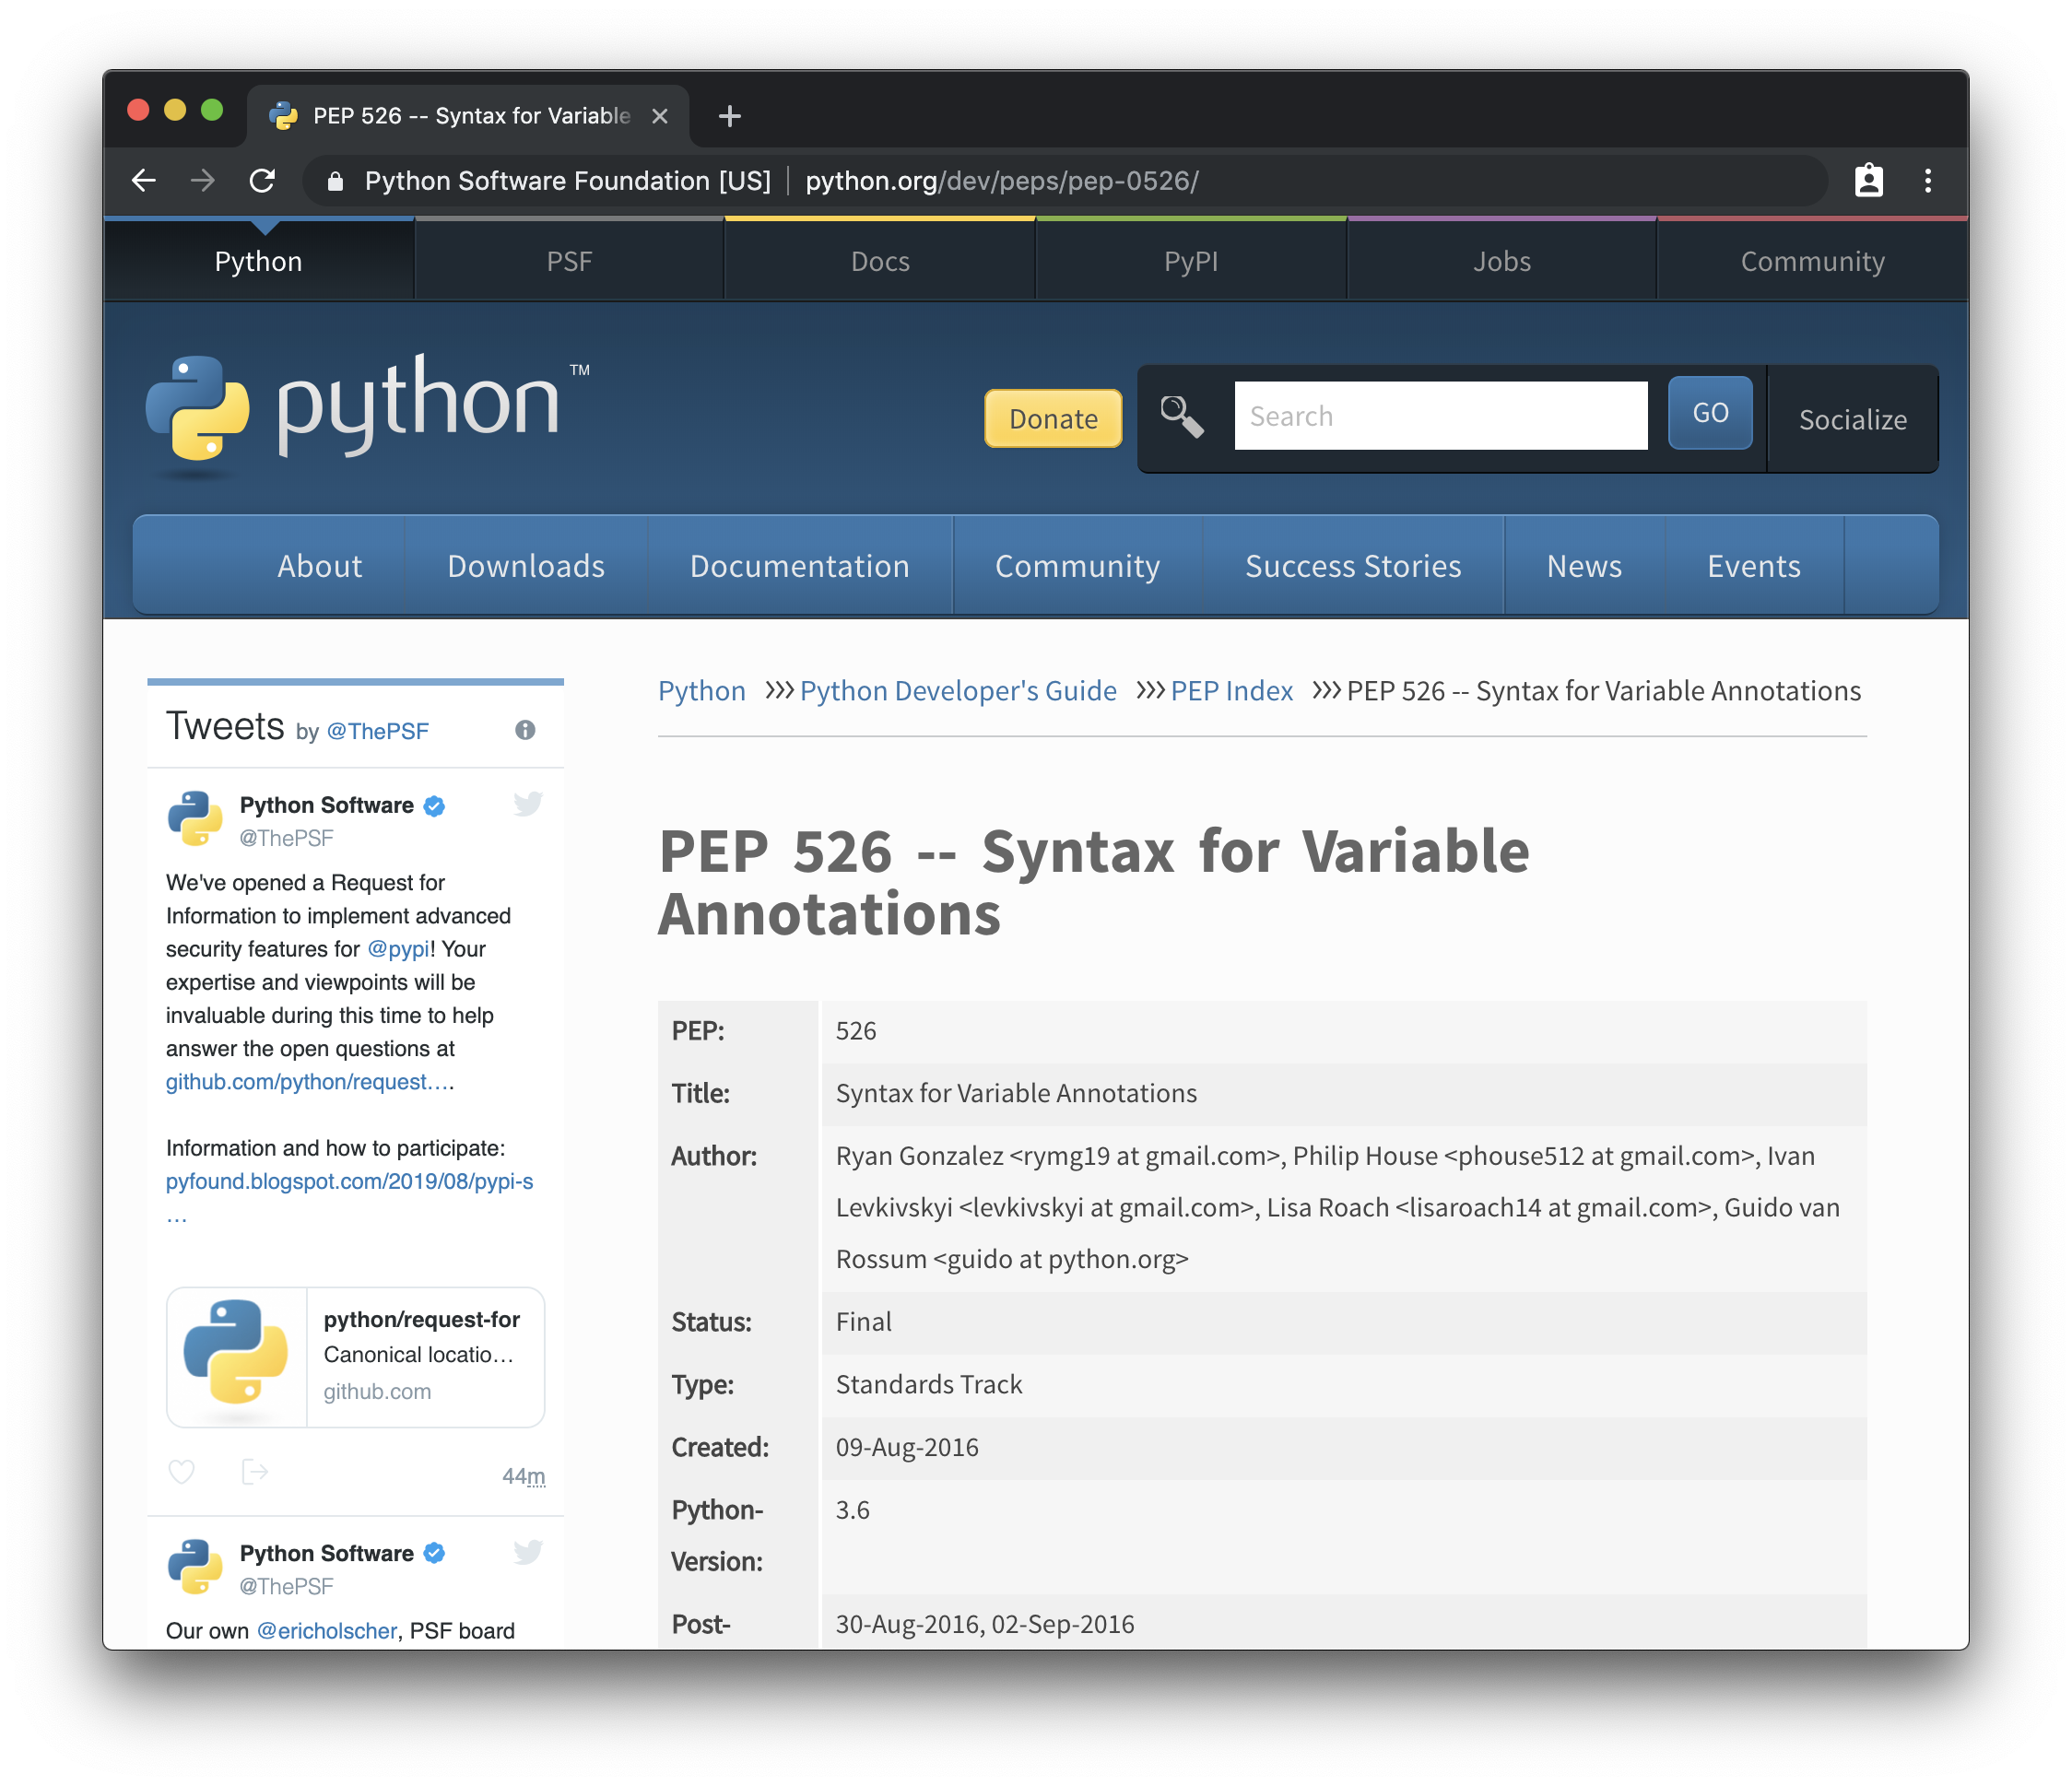 PEP 526 -- Syntax for Variable
Python Software Foundation [US] python.org/dev/peps/pep-0526/
Python PSF Docs PyPI Jobs Community
python TM
Donate Search GO Socialize
About Downloads Documentation Community Success Stories News Events
Tweets by @ThePSF
Python Software
@ThePSF
We've opened a Request for
Information to implement advanced
security features for @pypi! Your
expertise and viewpoints will be
invaluable during this time to help
answer the open questions at
github.com/python/request….
Information and how to participate:
pyfound.blogspot.com/2019/08/pypi-s
…
python/request-for
Canonical locatio…
github.com
44m
Python Software
@ThePSF
Our own @ericholscher, PSF board
Python >>> Python Developer's Guide >>> PEP Index >>> PEP 526 -- Syntax for Variable Annotations
PEP 526 -- Syntax for Variable
Annotations
PEP: 526
Title: Syntax for Variable Annotations
Author: Ryan Gonzalez <rymg19 at gmail.com>, Philip House <phouse512 at gmail.com>, Ivan
Levkivskyi <levkivskyi at gmail.com>, Lisa Roach <lisaroach14 at gmail.com>, Guido van
Rossum <guido at python.org>
Status: Final
Type: Standards Track
Created: 09-Aug-2016
Python- 3.6
Version:
Post- 30-Aug-2016, 02-Sep-2016